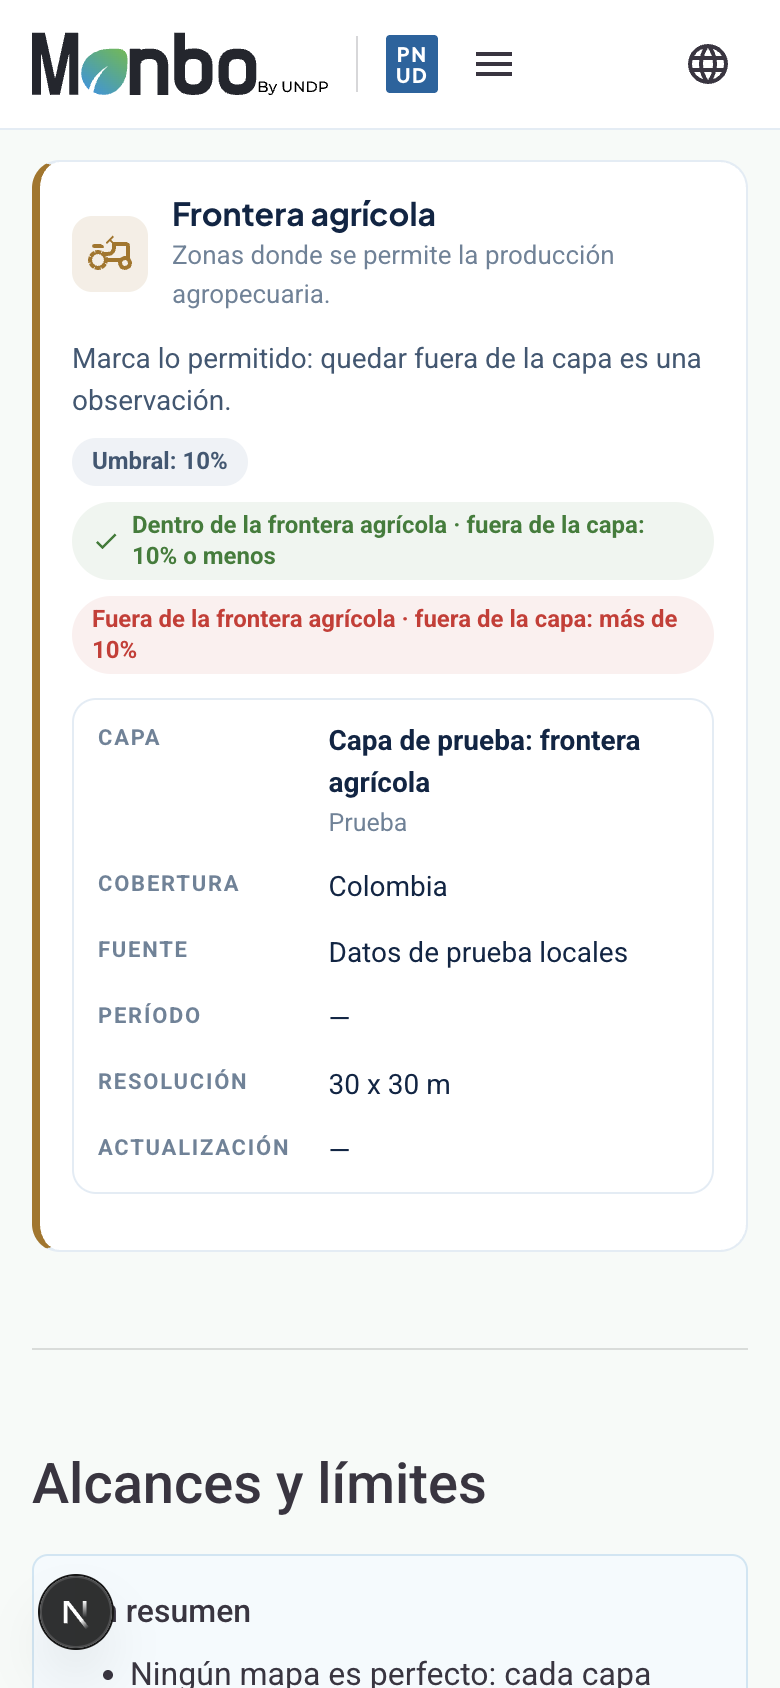 Monbo By UNDP
PN
UD
Frontera agrícola
Zonas donde se permite la producción
agropecuaria.
Marca lo permitido: quedar fuera de la capa es una
observación.
Umbral: 10%
Dentro de la frontera agrícola · fuera de la capa:
10% o menos
Fuera de la frontera agrícola · fuera de la capa: más de
10%
CAPA
Capa de prueba: frontera
agrícola
Prueba
COBERTURA
Colombia
FUENTE
Datos de prueba locales
PERÍODO
—
RESOLUCIÓN
30 x 30 m
ACTUALIZACIÓN
—
Alcances y límites
N
resumen
Ningún mapa es perfecto: cada capa